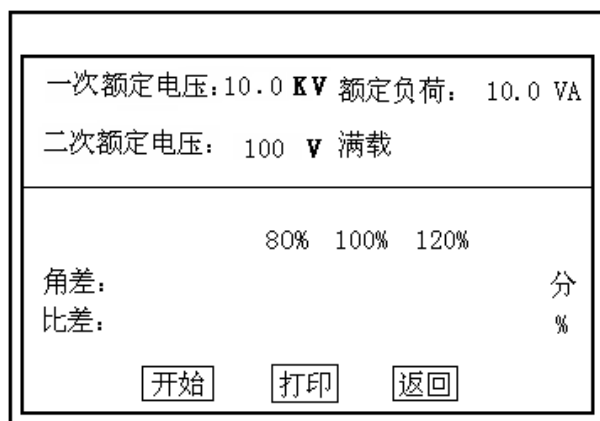 一次额定电压:10.0 KV 额定负荷: 10.0 VA
二次额定电压: 100 V 满载
80% 100% 120%
角差: 分
比差: %
开始 打印 返回